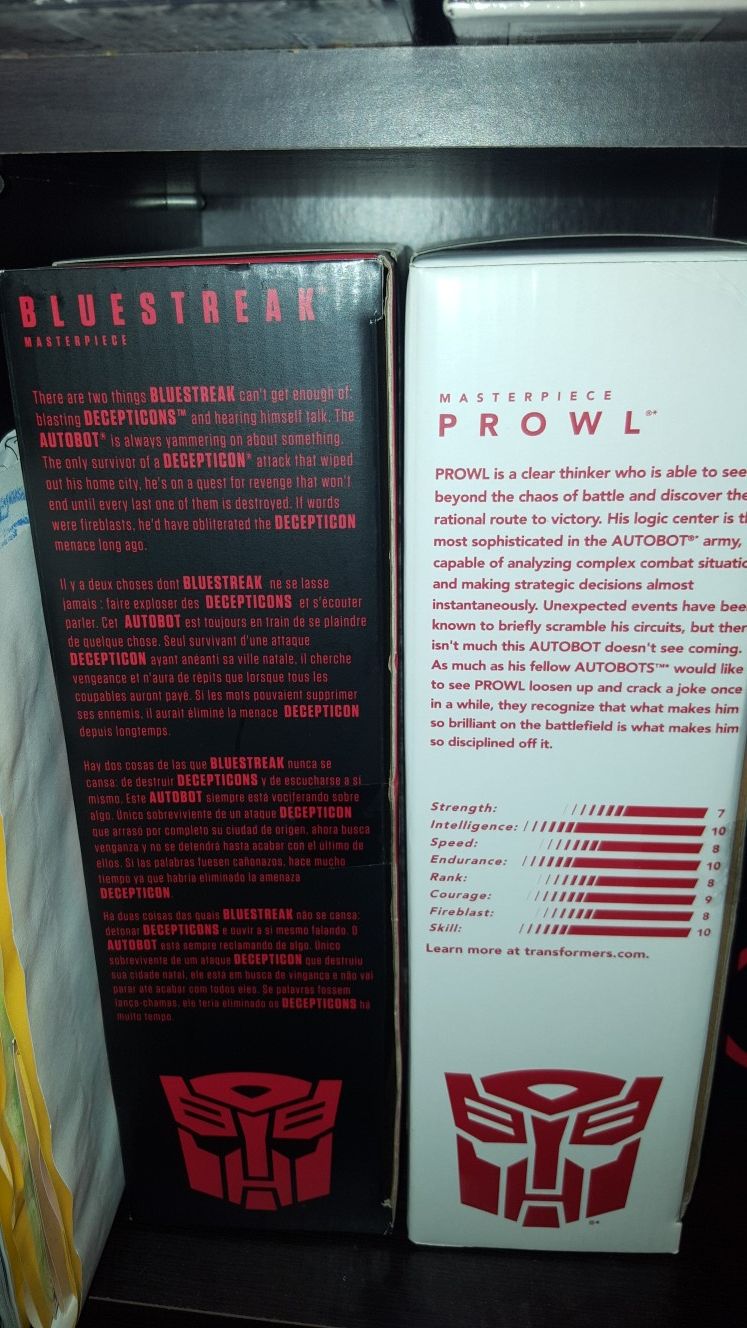 BLUESTREAK
MASTERPIECE
There are two things BLUESTREAK can't get enough of:
blasting DECEPTICONS™ and hearing himself talk. The
AUTOBOT® is always yammering on about something.
The only survivor of a DECEPTICON® attack that wiped
out his home city, he's on a quest for revenge that won't
end until every last one of them is destroyed. If words
were fireblasts, he'd have obliterated the DECEPTICON
menace long ago.
Il y a deux choses dont BLUESTREAK ne se lasse
jamais : faire exploser des DECEPTICONS et s'écouter
parler. Cet AUTOBOT est toujours en train de se plaindre
de quelque chose. Seul survivant d'une attaque
DECEPTICON ayant anéanti sa ville natale, il cherche
vengeance et n'aura de répits que lorsque tous les
coupables auront payé. Si les mots pouvaient supprimer
ses ennemis, il aurait éliminé la menace DECEPTICON
depuis longtemps.
Hay dos cosas de las que BLUESTREAK nunca se
cansa: de destruir DECEPTICONS y de escucharse a sí
mismo. Este AUTOBOT siempre está vociferando sobre
algo. Único sobreviviente de un ataque DECEPTICON
que arrasó por completo su ciudad de origen, ahora busca
venganza y no se detendrá hasta acabar con el último de
ellos. Si las palabras fuesen cañonazos, hace mucho
tiempo ya que habría eliminado la amenaza
DECEPTICON.
Há duas coisas das quais BLUESTREAK não se cansa:
detonar DECEPTICONS e ouvir a si mesmo falando. O
AUTOBOT está sempre reclamando de algo. Único
sobrevivente de um ataque DECEPTICON que destruiu
sua cidade natal, ele está em busca de vingança e não vai
parar até acabar com todos eles. Se palavras fossem
lança-chamas, ele teria eliminado os DECEPTICONS há
muito tempo.
MASTERPIECE
PROWL®*
PROWL is a clear thinker who is able to see
beyond the chaos of battle and discover the
rational route to victory. His logic center is
most sophisticated in the AUTOBOT®* army,
capable of analyzing complex combat
and making strategic decisions almost
instantaneously. Unexpected events have
known to briefly scramble his circuits, but
isn't much this AUTOBOT doesn't see coming.
As much as his fellow AUTOBOTS™* would like
to see PROWL loosen up and crack a joke once
in a while, they recognize that what makes him
so brilliant on the battlefield is what makes him
so disciplined off it.
Strength: 7
Intelligence: 10
Speed: 8
Endurance: 10
Rank: 8
Courage: 9
Fireblast: 8
Skill: 10
Learn more at transformers.com.